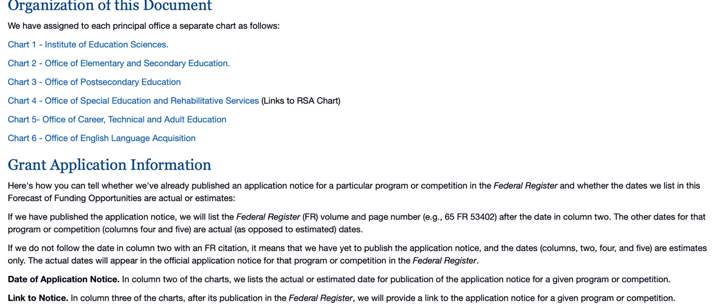 Organization of this Document
We have assigned to each principal office a separate chart as follows:
Chart 1 - Institute of Education Sciences.
Chart 2 - Office of Elementary and Secondary Education.
Chart 3 - Office of Postsecondary Education
Chart 4 - Office of Special Education and Rehabilitative Services (Links to RSA Chart)
Chart 5- Office of Career, Technical and Adult Education
Chart 6 - Office of English Language Acquisition
Grant Application Information
Here's how you can tell whether we've already published an application notice for a particular program or competition in the Federal Register and whether the dates we list in this
Forecast of Funding Opportunities are actual or estimates:
If we have published the application notice, we will list the Federal Register (FR) volume and page number (e.g., 65 FR 53402) after the date in column two. The other dates for that
program or competition (columns four and five) are actual (as opposed to estimated) dates.
If we do not follow the date in column two with an FR citation, it means that we have yet to publish the application notice, and the dates (columns, two, four, and five) are estimates
only. The actual dates will appear in the official application notice for that program or competition in the Federal Register.
Date of Application Notice. In column two of the charts, we lists the actual or estimated date for publication of the application notice for a given program or competition.
Link to Notice. In column three of the charts, after its publication in the Federal Register, we will provide a link to the application notice for a given program or competition.